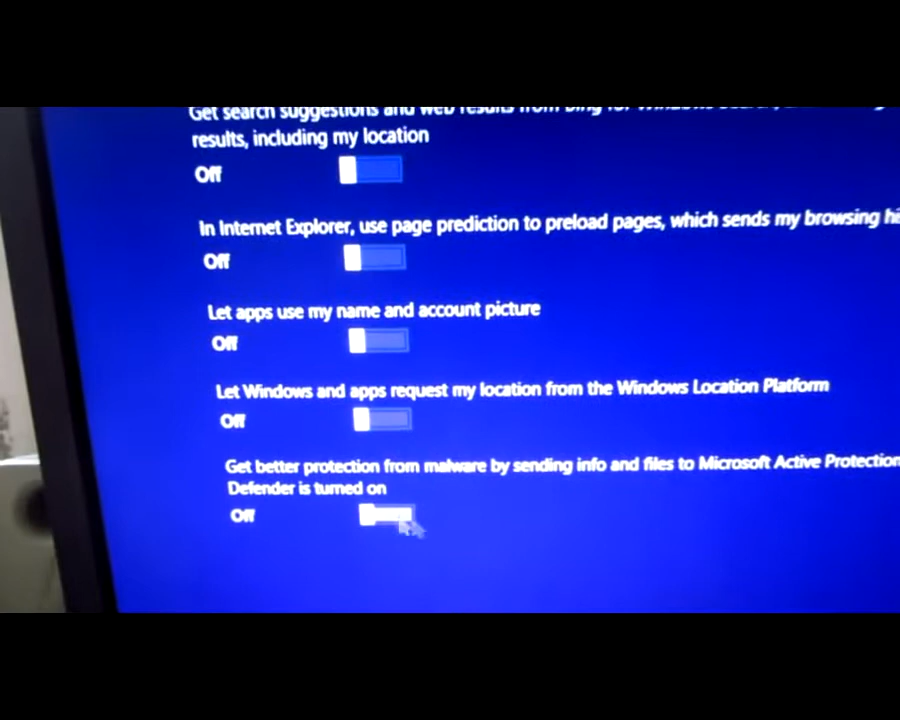 Get search suggestions and web results from Bing for Windows
results, including my location
Off
In Internet Explorer, use page prediction to preload pages, which sends my browsing
Off
Let apps use my name and account picture
Off
Let Windows and apps request my location from the Windows Location Platform
Off
Get better protection from malware by sending info and files to Microsoft Active Protection
Defender is turned on
Off